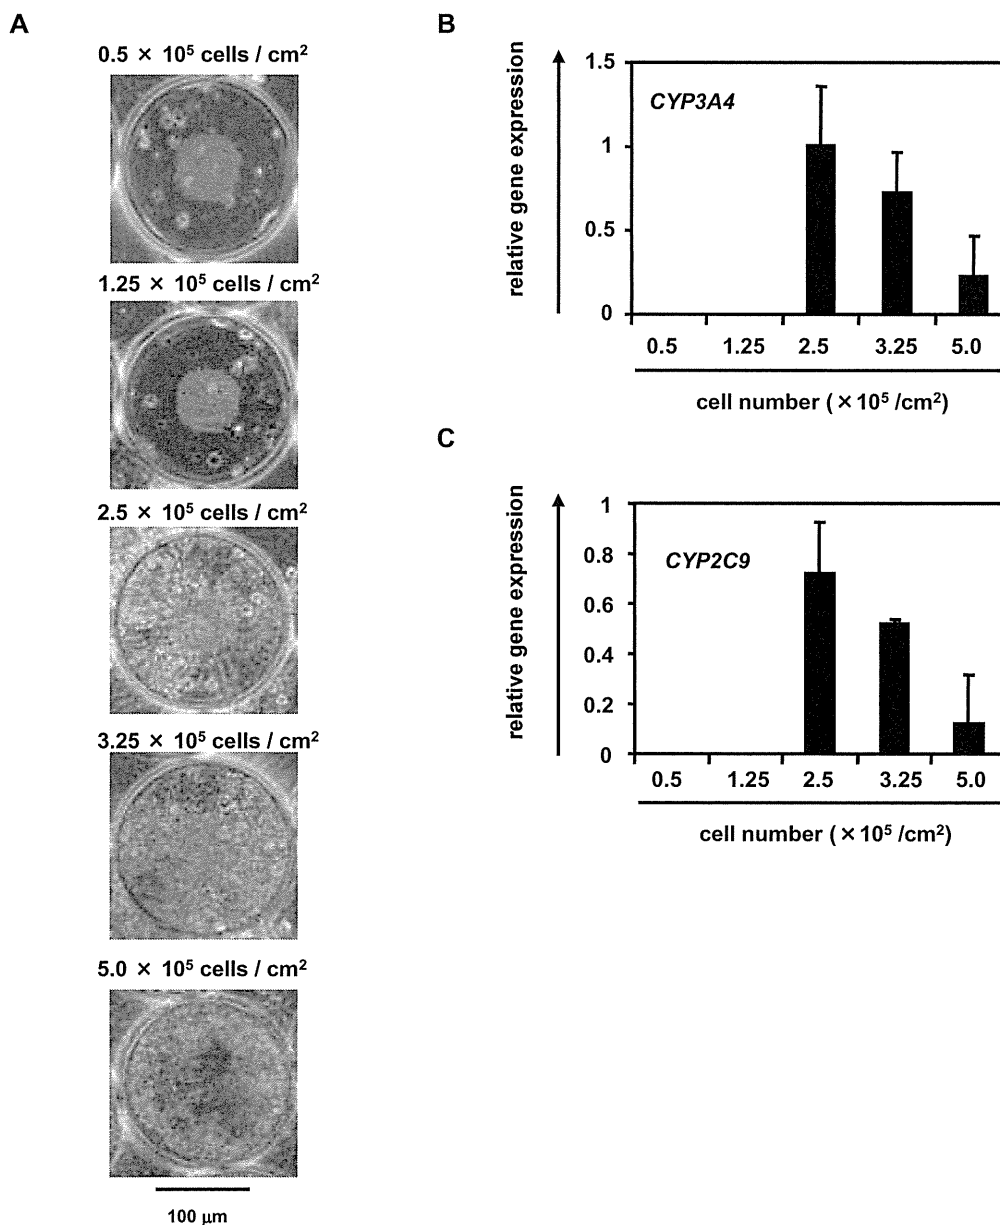 A
0.5 × 10⁵ cells / cm²
1.25 × 10⁵ cells / cm²
2.5 × 10⁵ cells / cm²
3.25 × 10⁵ cells / cm²
5.0 × 10⁵ cells / cm²
100 µm
B
relative gene expression
1.5
1
0.5
0
CYP3A4
0.5 1.25 2.5 3.25 5.0
cell number ( × 10⁵ /cm²)
C
relative gene expression
1
0.8
0.6
0.4
0.2
0
CYP2C9
0.5 1.25 2.5 3.25 5.0
cell number ( × 10⁵ /cm²)